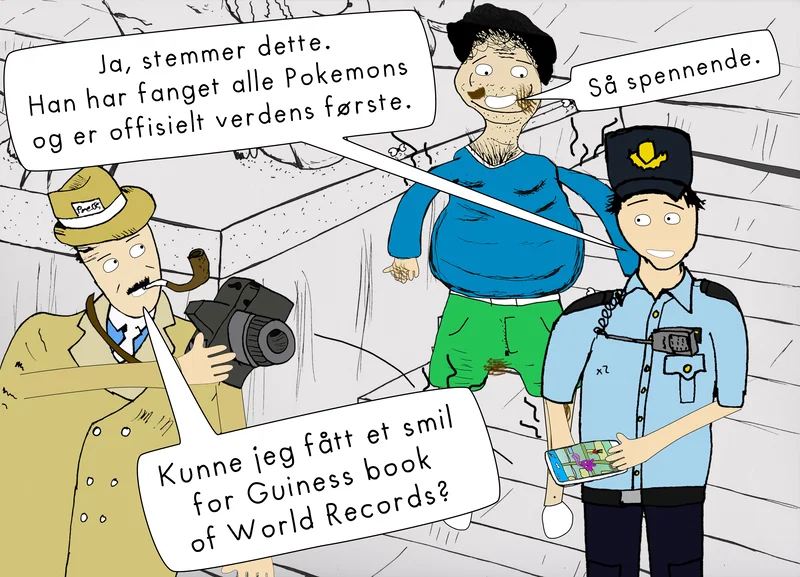 Ja, stemmer dette.
Han har fanget alle Pokemons
og er offisielt verdens første.
Så spennende.
Press
Kunne jeg fått et smil
for Guiness book
of World Records?
x2